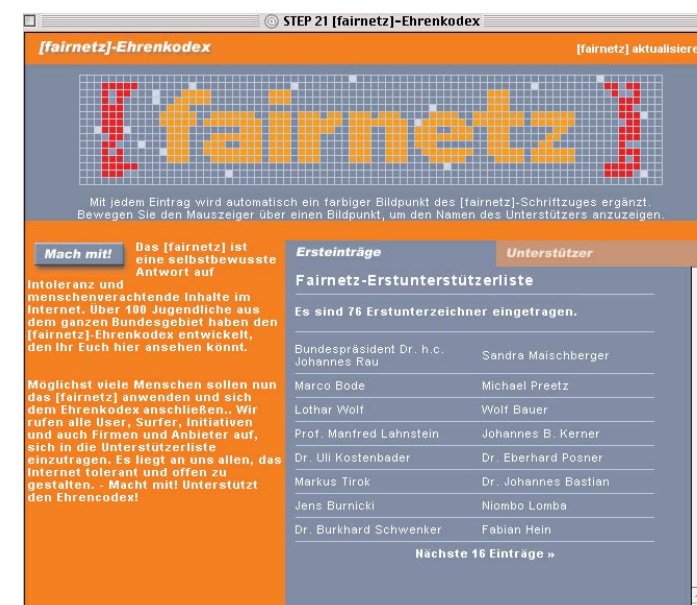 STEP 21 [fairnetz]-Ehrenkodex
[fairnetz]-Ehrenkodex
[fairnetz] aktualisiere
[fairnetz]
Mit jedem Eintrag wird automatisch ein farbiger Bildpunkt des [fairnetz]-Schriftzuges ergänzt.
Bewegen Sie den Mauszeiger über einen Bildpunkt, um den Namen des Unterstützers anzuzeigen.
Mach mit!
Das [fairnetz] ist
eine selbstbewusste
Antwort auf
Intoleranz und
menschenverachtende Inhalte im
Internet. Über 100 Jugendliche aus
dem ganzen Bundesgebiet haben den
[fairnetz]-Ehrenkodex entwickelt,
den Ihr Euch hier ansehen könnt.
Möglichst viele Menschen sollen nun
das [fairnetz] anwenden und sich
dem Ehrenkodex anschließen.. Wir
rufen alle User, Surfer, Initiativen
und auch Firmen und Anbieter auf,
sich in die Unterstützerliste
einzutragen. Es liegt an uns allen, das
Internet tolerant und offen zu
gestalten. - Macht mit! Unterstützt
den Ehrencodex!
Ersteinträge
Unterstützer
Fairnetz-Erstunterstützerliste
Es sind 76 Erstunterzeichner eingetragen.
Bundespräsident Dr. h.c.
Johannes Rau
Sandra Maischberger
Marco Bode
Michael Preetz
Lothar Wolf
Wolf Bauer
Prof. Manfred Lahnstein
Johannes B. Kerner
Dr. Uli Kostenbader
Dr. Eberhard Posner
Markus Tirok
Dr. Johannes Bastian
Jens Burnicki
Niombo Lomba
Dr. Burkhard Schwenker
Fabian Hein
Nächste 16 Einträge »